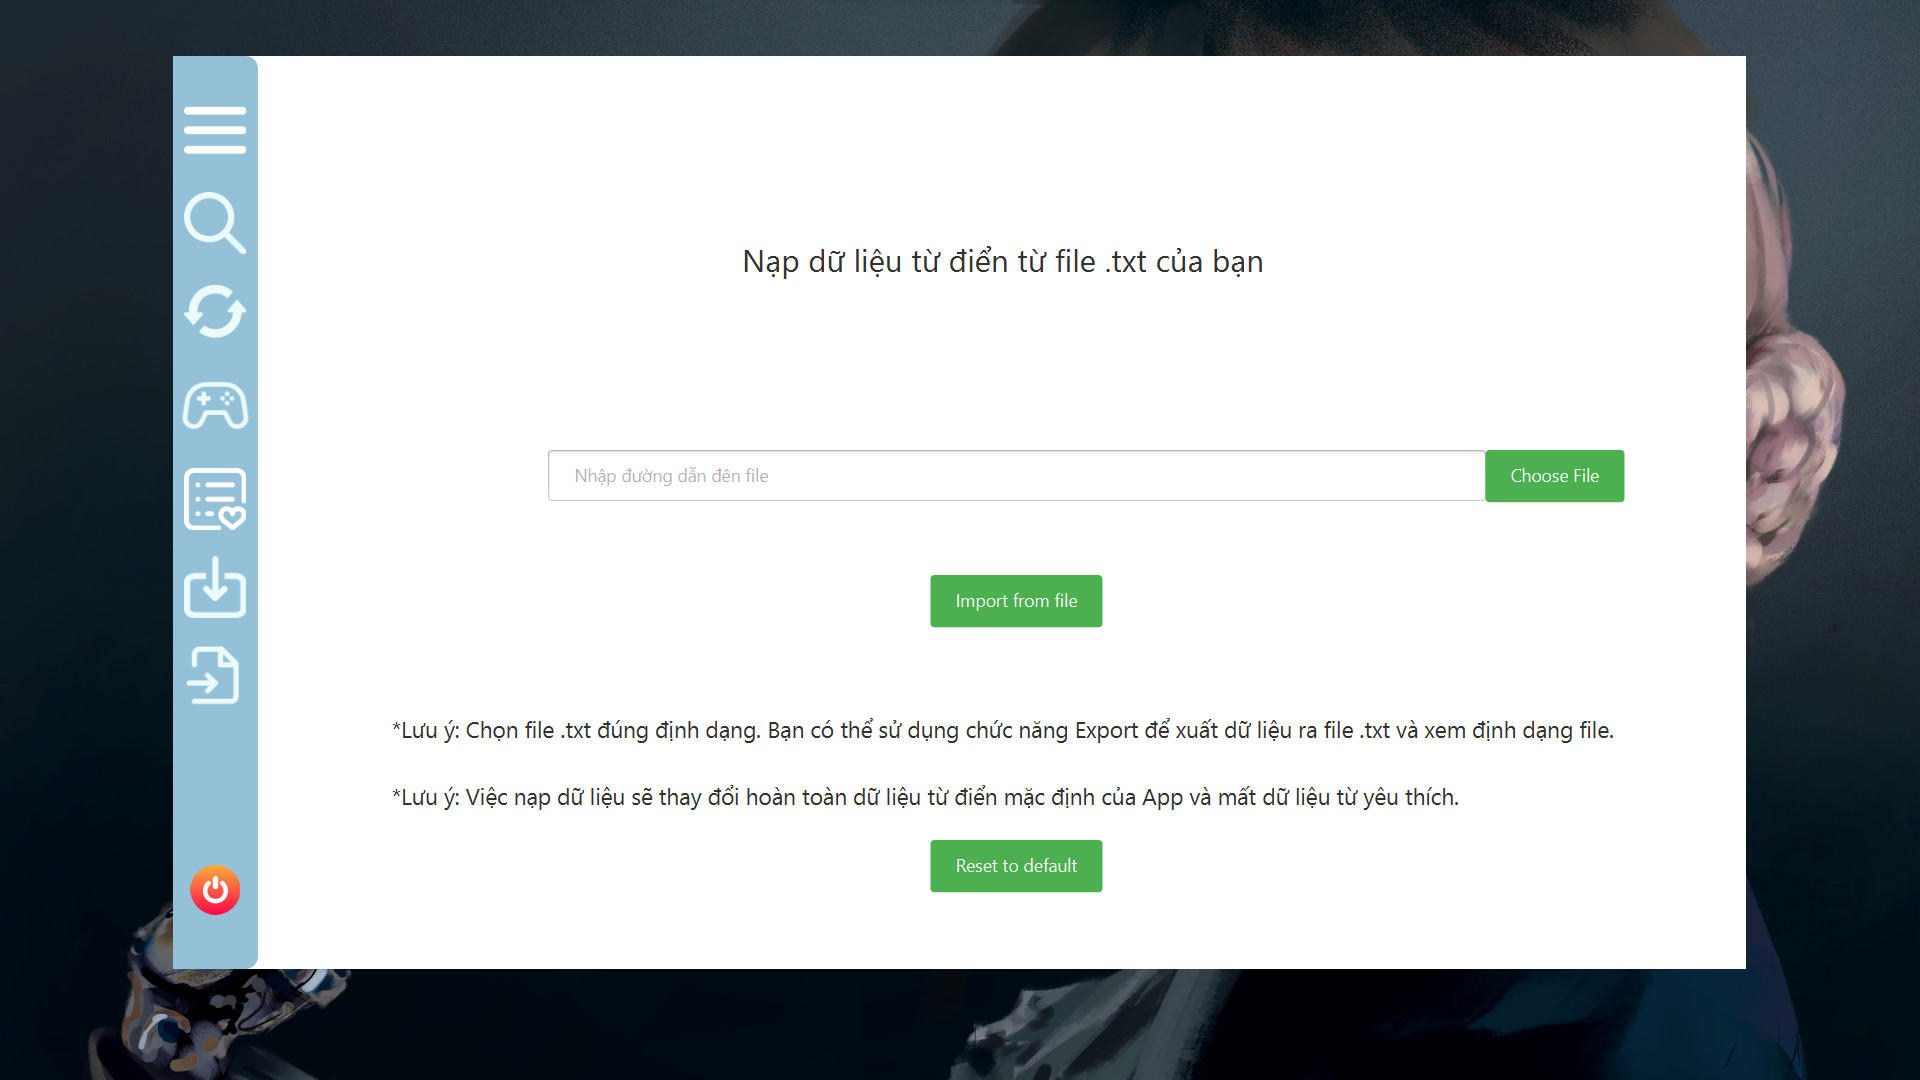 Nạp dữ liệu từ điển từ file .txt của bạn
Nhập đường dẫn đên file
Choose File
Import from file
*Lưu ý: Chọn file .txt đúng định dạng. Bạn có thể sử dụng chức năng Export để xuất dữ liệu ra file .txt và xem định dạng file.
*Lưu ý: Việc nạp dữ liệu sẽ thay đổi hoàn toàn dữ liệu từ điển mặc định của App và mất dữ liệu từ yêu thích.
Reset to default